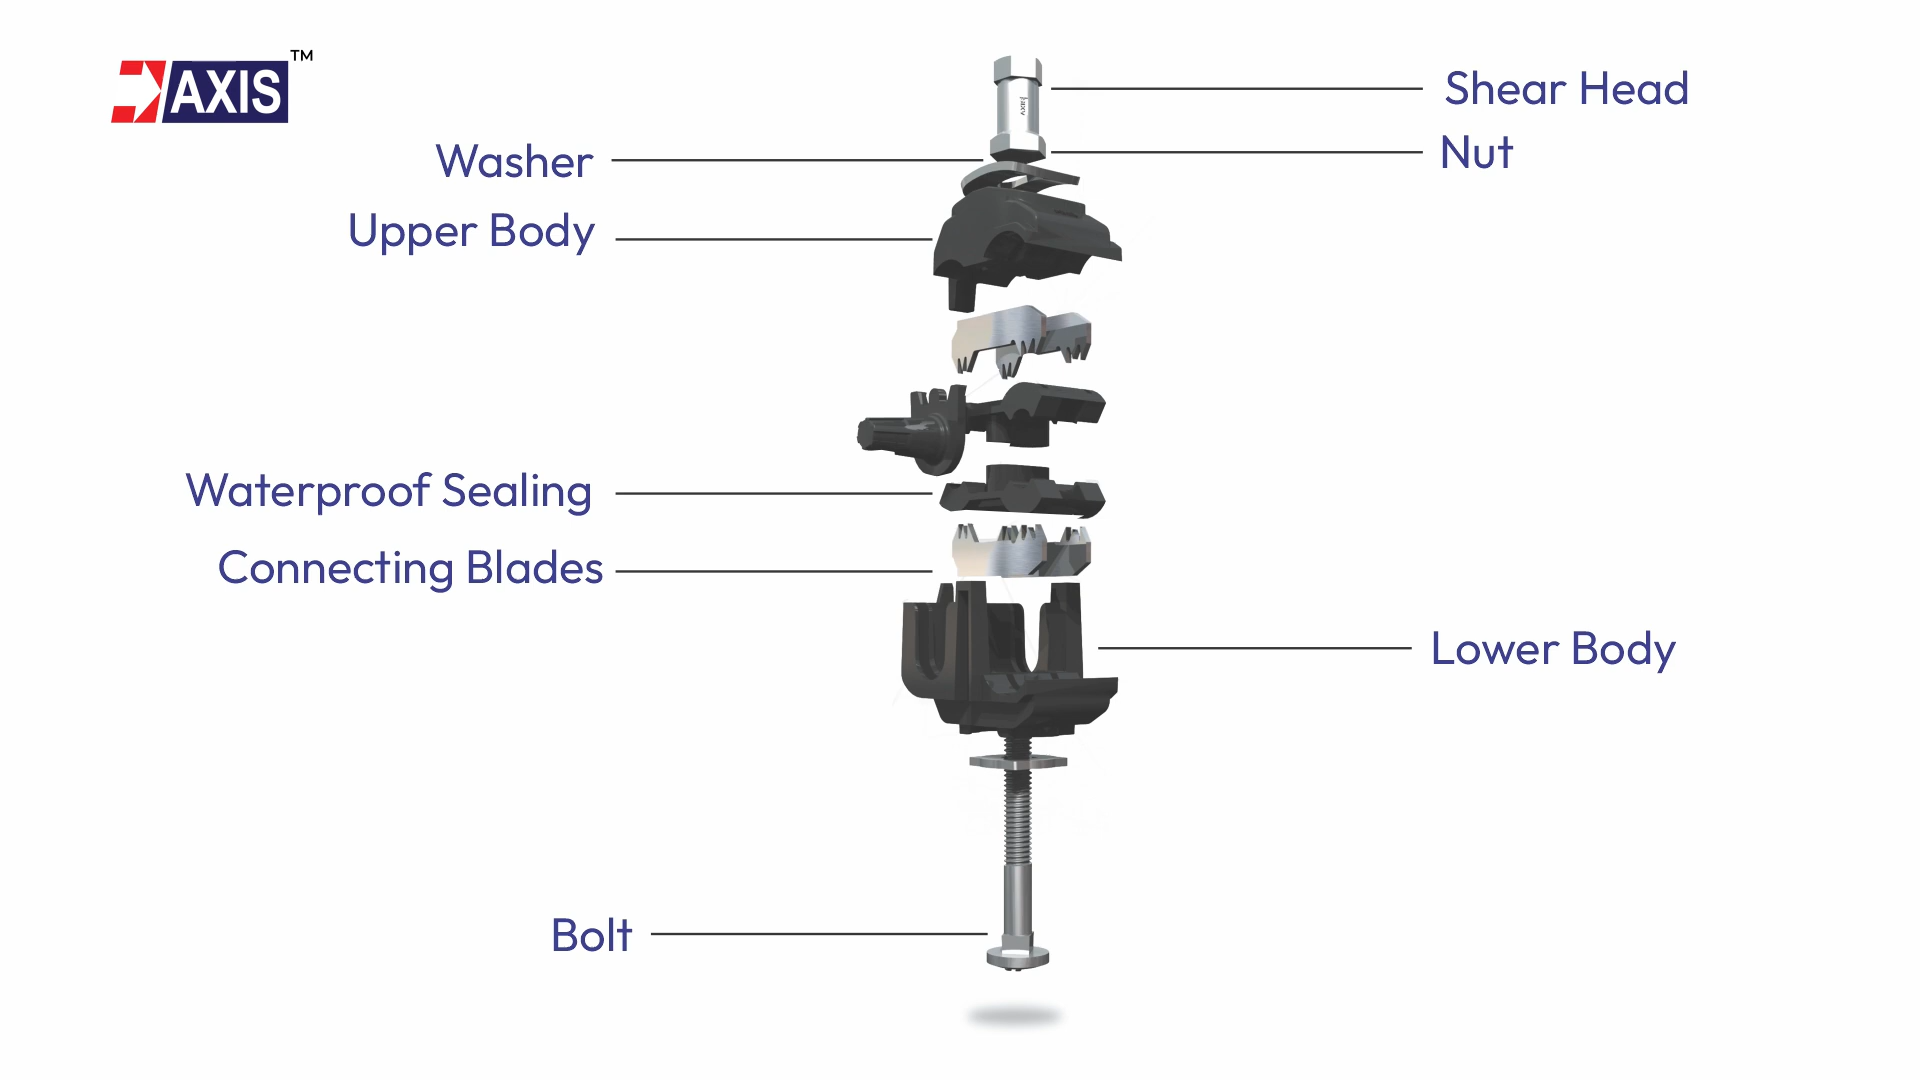 AXIS™
Shear Head
Nut
Washer
Upper Body
Waterproof Sealing
Connecting Blades
Lower Body
Bolt